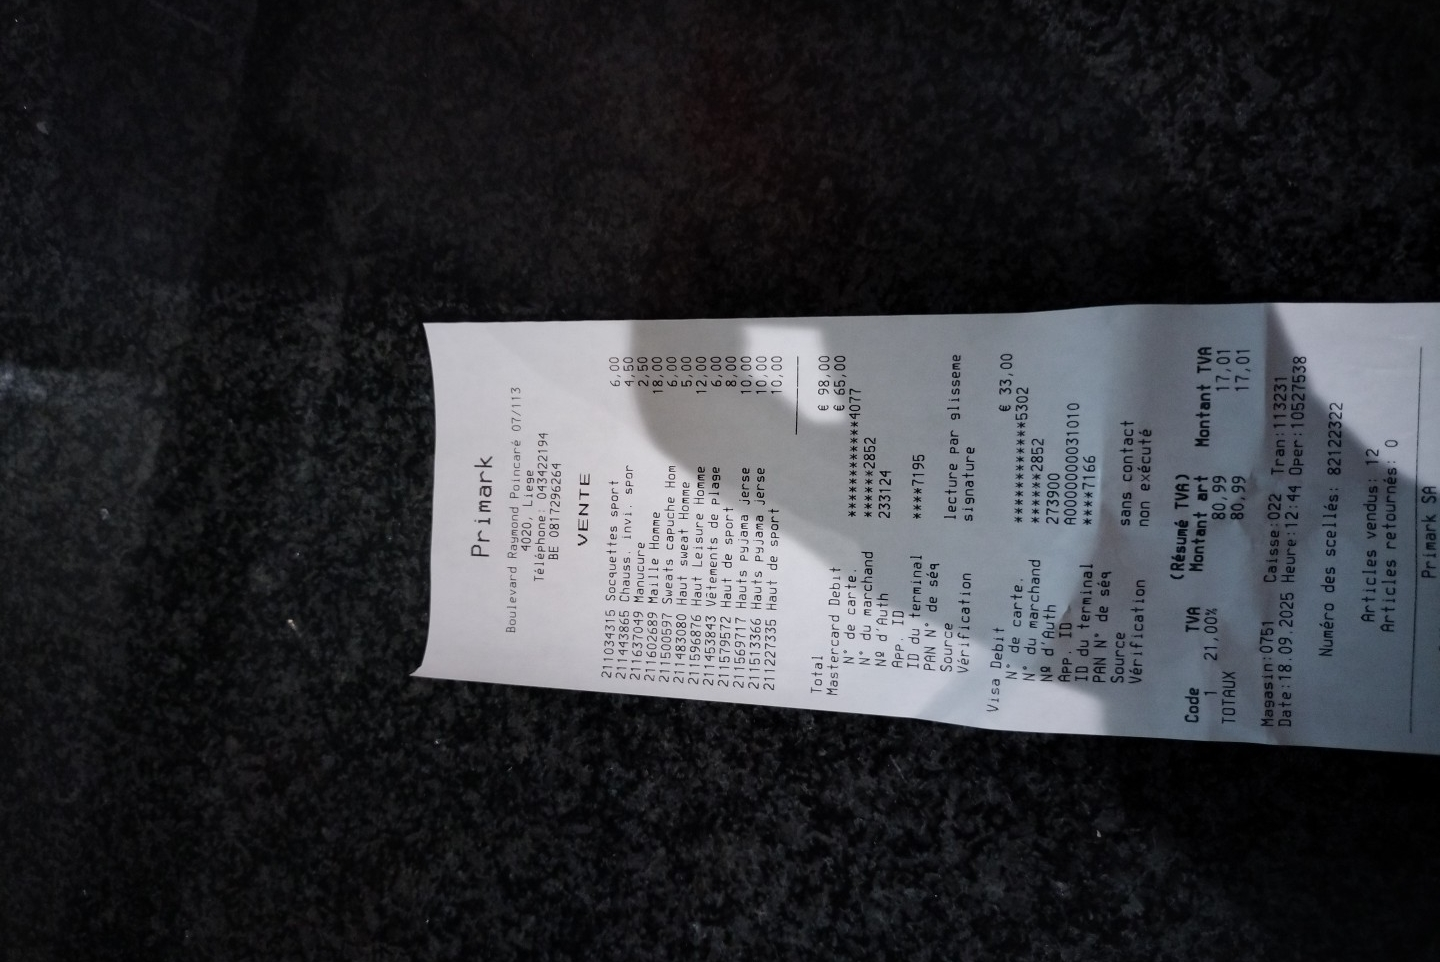 Primark
Boulevard Raymond Poincaré 07/113
4020, Liege
Téléphone: 043422194
BE 0817296264
VENTE
211034315 Socquettes sport 6,00
211443865 Chauss. invi. spor 4,50
211637049 Manucure 2,50
211602689 Maille Homme 18,00
211500597 Sweats capuche Hom 6,00
211483080 Haut sweat Homme 5,00
211596876 Haut Leisure Homme 12,00
211453843 Vêtements de plage 6,00
211579572 Haut de sport 8,00
211569717 Hauts pyjama jerse 10,00
211513366 Hauts pyjama jerse 10,00
211227335 Haut de sport 10,00
Total € 98,00
Mastercard Debit € 65,00
N° de carte. ************4077
N° du marchand ******2852
Nº d'Auth 233124
App. ID
ID du terminal ****7195
PAN N° de séq
Source lecture par glisseme
Vérification signature
Visa Debit € 33,00
N° de carte. ************5302
N° du marchand ******2852
Nº d'Auth 273900
App. ID A0000000031010
ID du terminal ****7166
PAN N° de séq
Source sans contact
Vérification non exécuté
(Résumé TVA)
Code TVA Montant art Montant TVA
1 21,00% 80,99 17,01
TOTAUX 80,99 17,01
Magasin:0751 Caisse:022 Tran:113231
Date:18.09.2025 Heure:12:44 Oper:10527538
Numéro des scellés: 82122322
Articles vendus: 12
Articles retournés: 0
Primark SA